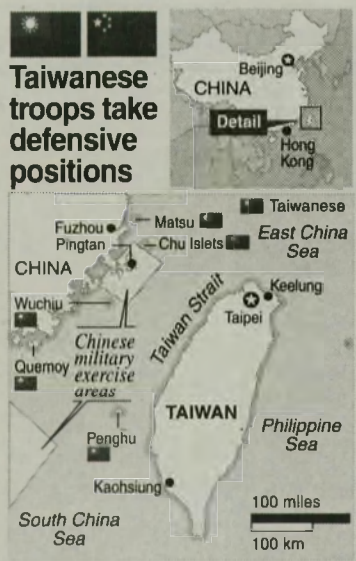 Taiwanese
troops take
defensive
positions
Beijing
CHINA
Detail
Hong
Kong
Taiwanese
Matsu
Fuzhou
Pingtan
Chu Islets
East China
Sea
CHINA
Wuchiu
Keelung
Taipei
Taiwan Strait
Chinese
military
exercise
areas
Quemoy
TAIWAN
Philippine
Sea
Penghu
Kaohsiung
South China
Sea
100 miles
100 km